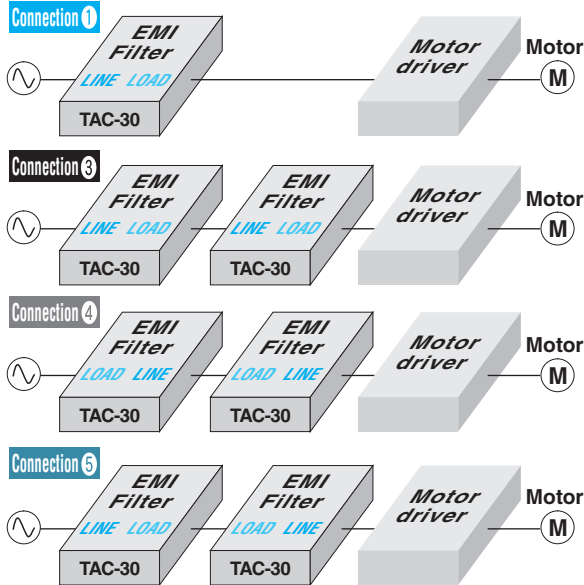 Connection ①
EMI
Filter
LINE LOAD
TAC-30
Motor
driver
Motor
M
Connection ③
EMI
Filter
LINE LOAD
TAC-30
EMI
Filter
LINE LOAD
TAC-30
Motor
driver
Motor
M
Connection ④
EMI
Filter
LOAD LINE
TAC-30
EMI
Filter
LOAD LINE
TAC-30
Motor
driver
Motor
M
Connection ⑤
EMI
Filter
LINE LOAD
TAC-30
EMI
Filter
LOAD LINE
TAC-30
Motor
driver
Motor
M